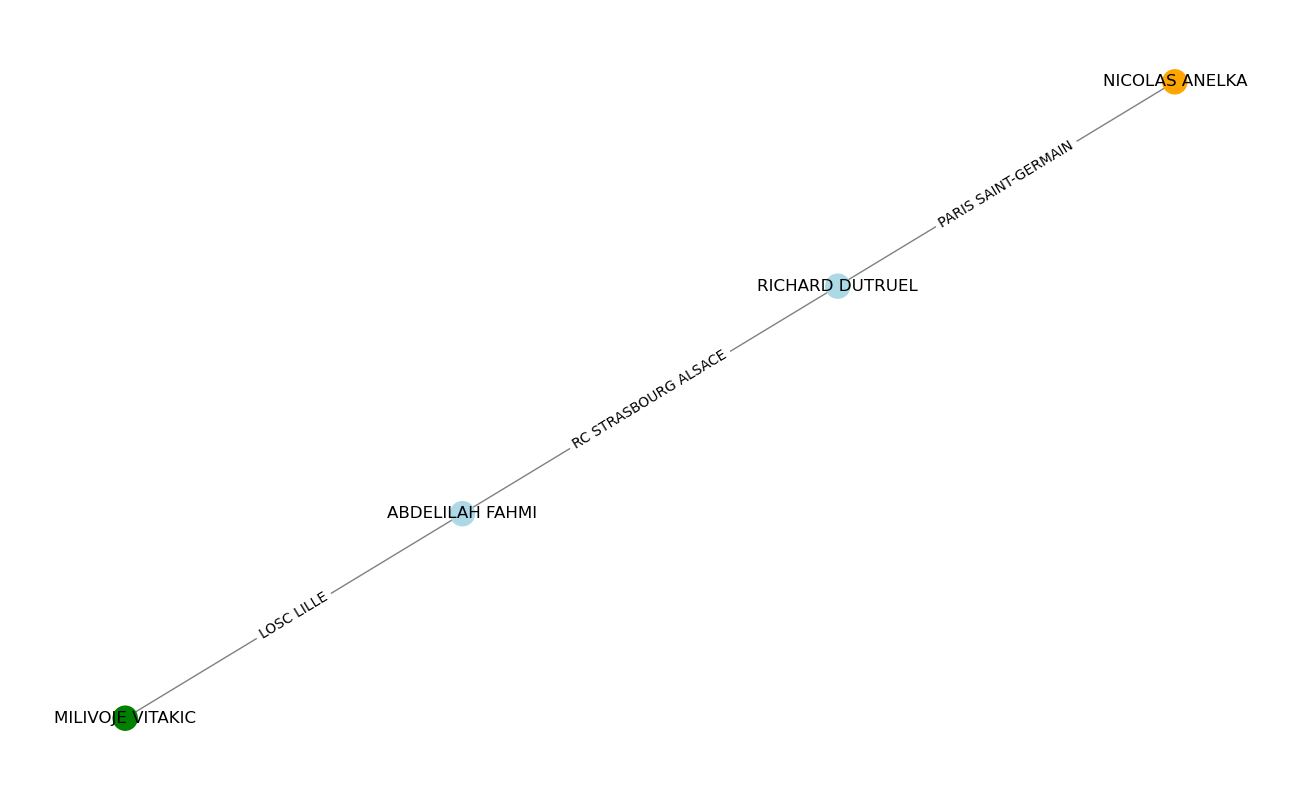 NICOLAS ANELKA
PARIS SAINT-GERMAIN
RICHARD DUTRUEL
RC STRASBOURG ALSACE
ABDELILAH FAHMI
LOSC LILLE
MILIVOJE VITAKIC